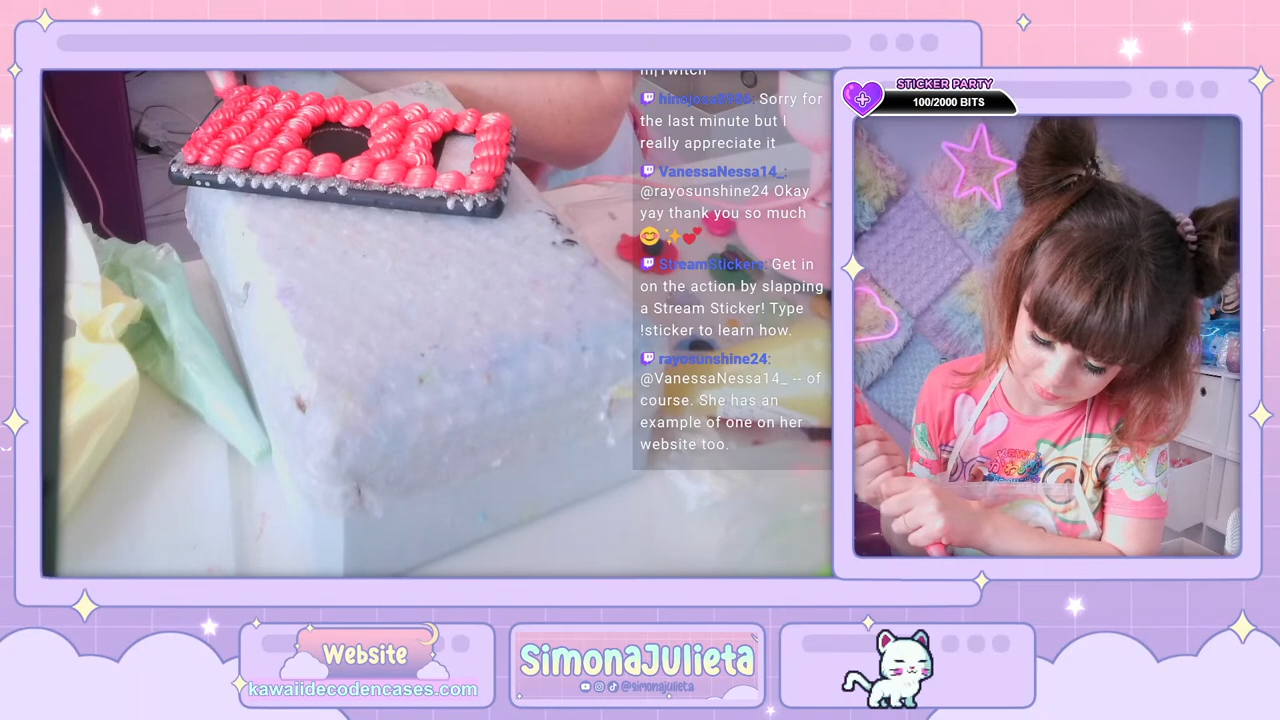 STICKER PARTY
100/2000 BITS
m|Twitch
Sorry for
the last minute but I
really appreciate it
VanessaNessa14_:
@rayosunshine24 Okay
yay thank you so much
😊 ✨💕
StreamStickers: Get in
on the action by slapping
a Stream Sticker! Type
!sticker to learn how.
rayosunshine24:
@VanessaNessa14_ -- of
course. She has an
example of one on her
website too.
Website
kawaiidecodencases.com
SimonaJulieta
@simonajulieta